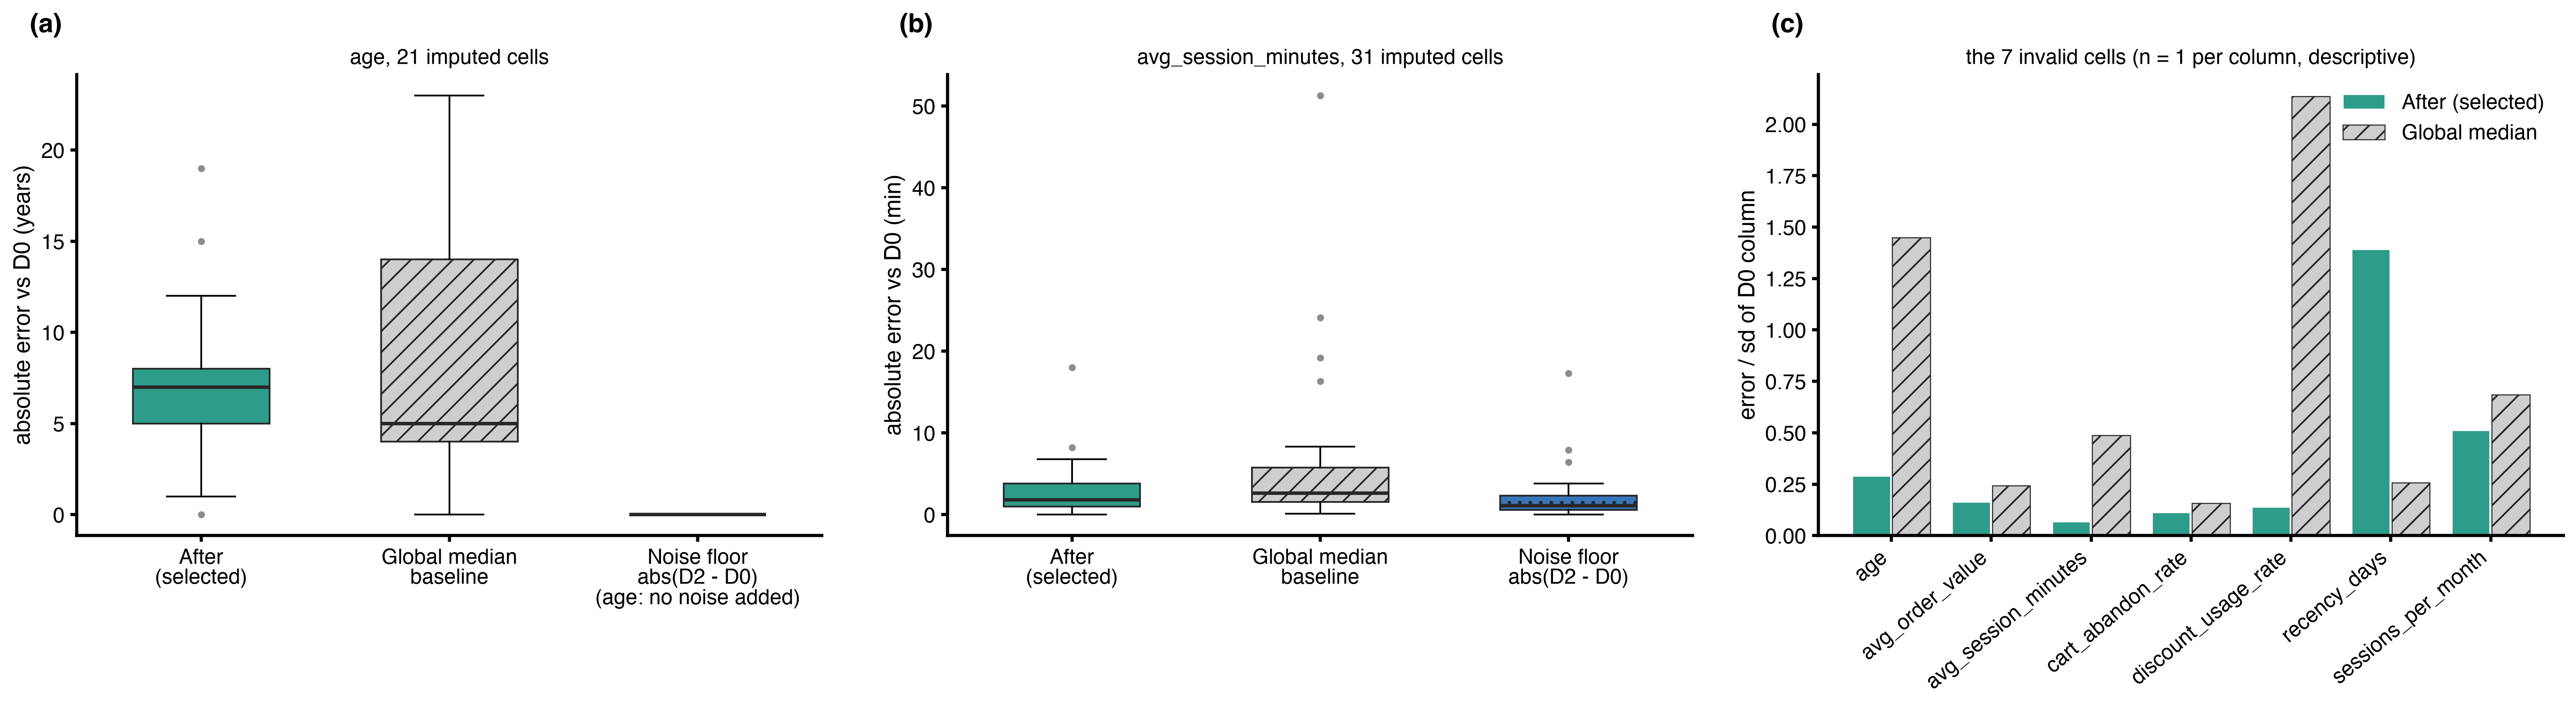 (a)
age, 21 imputed cells
absolute error vs D0 (years)
20
15
10
5
0
After
(selected)
Global median
baseline
Noise floor
abs(D2 - D0)
(age: no noise added)
(b)
avg_session_minutes, 31 imputed cells
absolute error vs D0 (min)
50
40
30
20
10
0
After
(selected)
Global median
baseline
Noise floor
abs(D2 - D0)
(c)
the 7 invalid cells (n = 1 per column, descriptive)
After (selected)
Global median
error / sd of D0 column
2.00
1.75
1.50
1.25
1.00
0.75
0.50
0.25
0.00
age
avg_order_value
avg_session_minutes
cart_abandon_rate
discount_usage_rate
recency_days
sessions_per_month